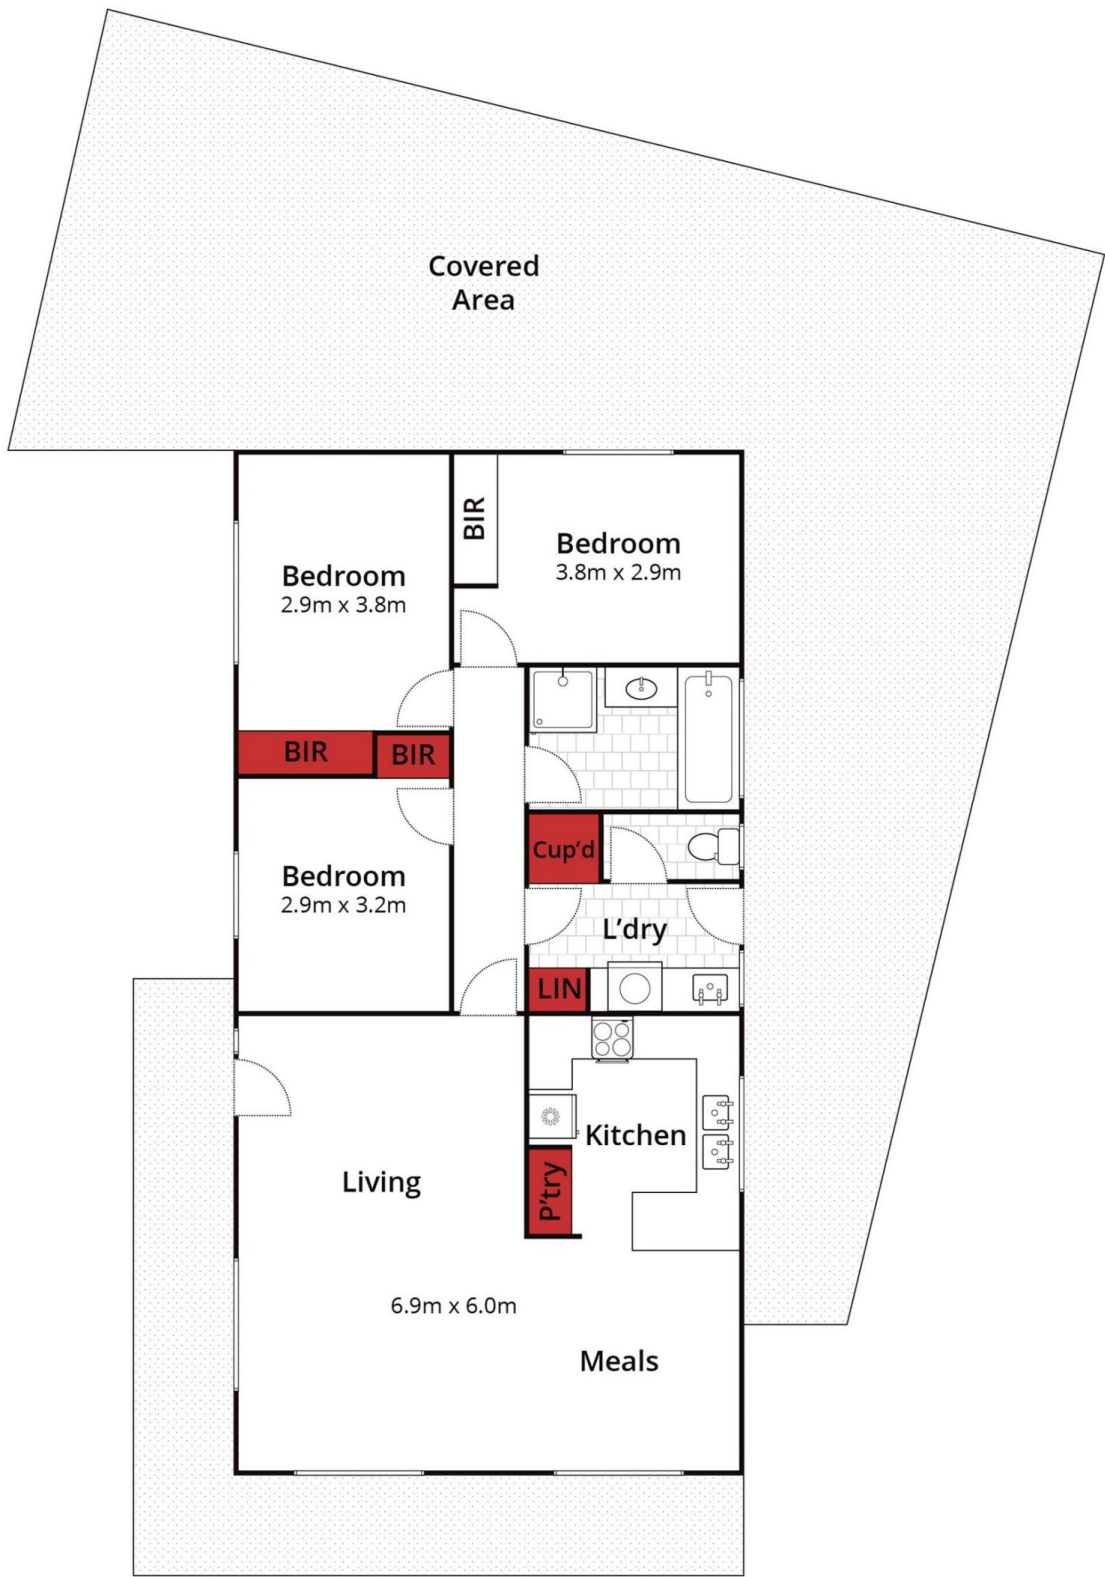 Covered
Area
BIR
Bedroom
3.8m x 2.9m
Bedroom
2.9m x 3.8m
BIR
BIR
Cup'd
Bedroom
2.9m x 3.2m
L'dry
LIN
Kitchen
Living
P'try
6.9m x 6.0m
Meals